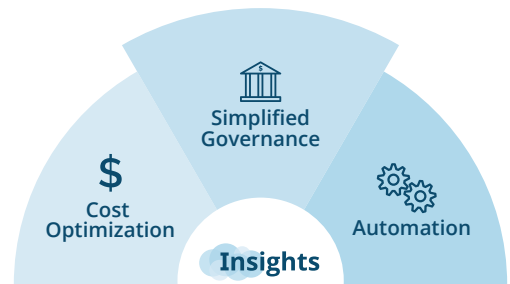 $
Simplified
Governance
$
Cost
Optimization
Automation
Insights